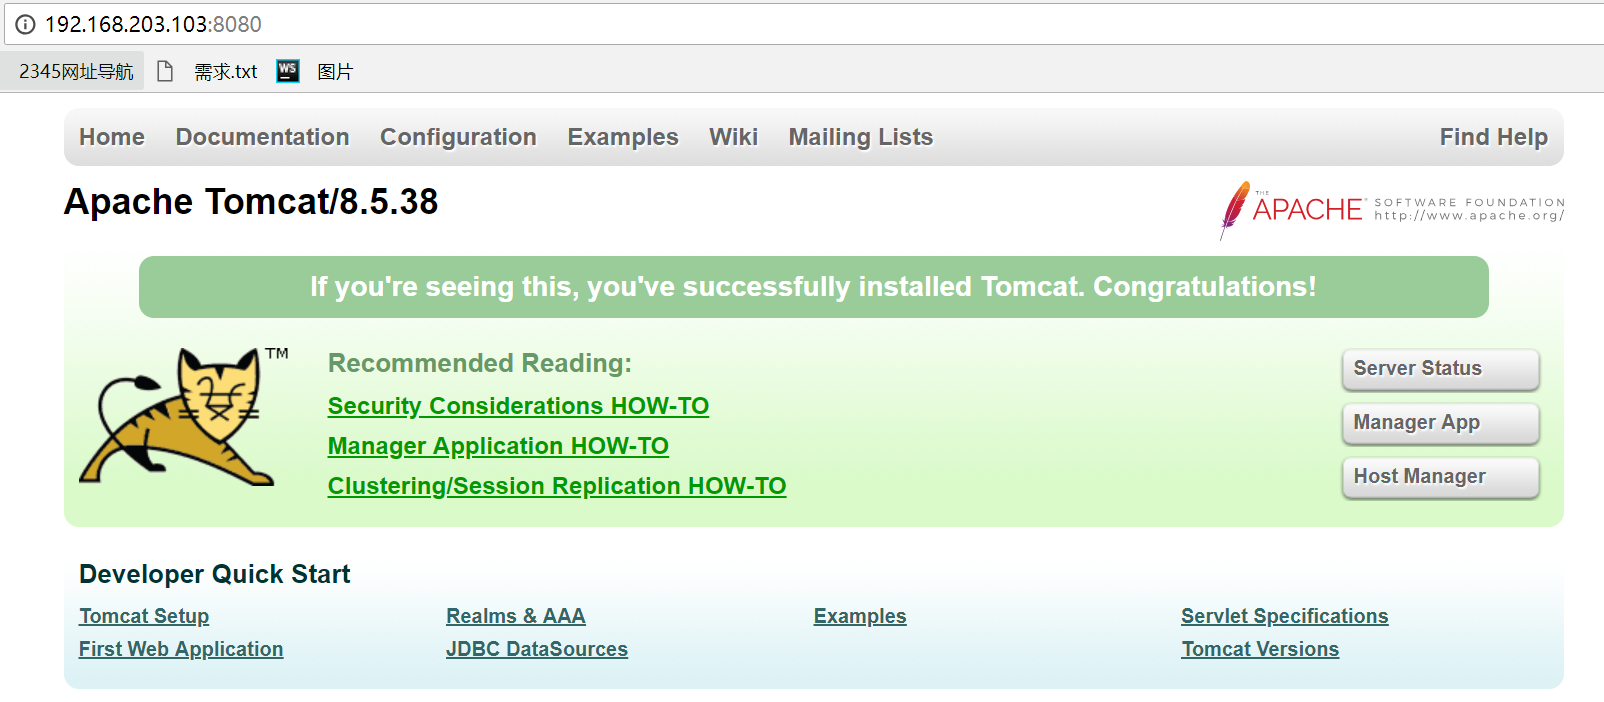 192.168.203.103:8080
2345网址导航 需求.txt WS 图片
Home Documentation Configuration Examples Wiki Mailing Lists Find Help
Apache Tomcat/8.5.38
THE
APACHE® SOFTWARE FOUNDATION
http://www.apache.org/
If you're seeing this, you've successfully installed Tomcat. Congratulations!
TM
Recommended Reading:
Security Considerations HOW-TO
Manager Application HOW-TO
Clustering/Session Replication HOW-TO
Server Status
Manager App
Host Manager
Developer Quick Start
Tomcat Setup Realms & AAA Examples Servlet Specifications
First Web Application JDBC DataSources Tomcat Versions